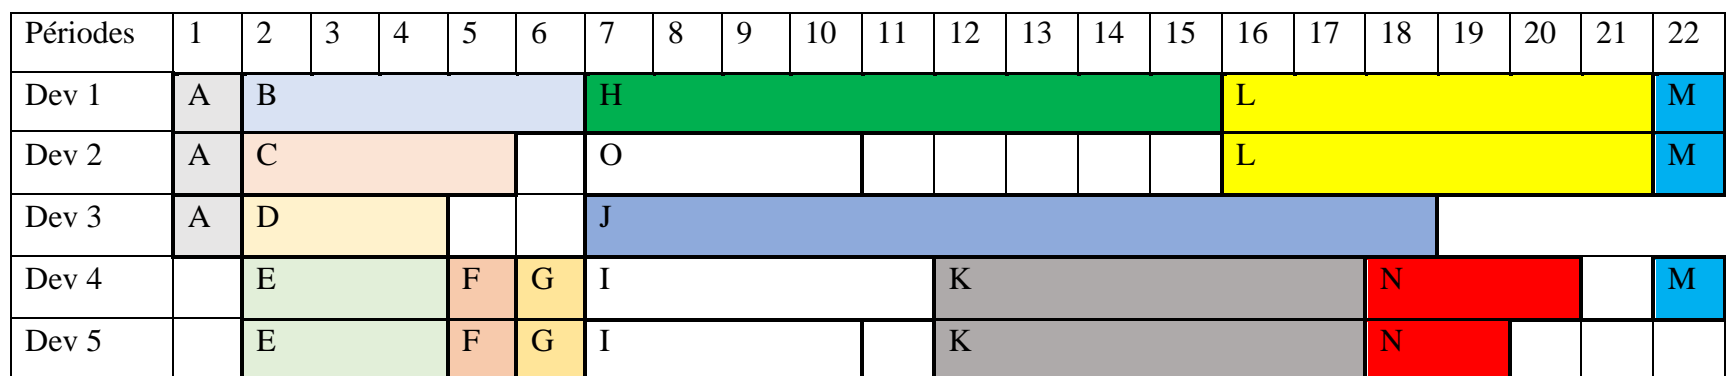 Périodes 1 2 3 4 5 6 7 8 9 10 11 12 13 14 15 16 17 18 19 20 21 22
Dev 1 A B H L M
Dev 2 A C O L M
Dev 3 A D J
Dev 4 E F G I K N M
Dev 5 E F G I K N